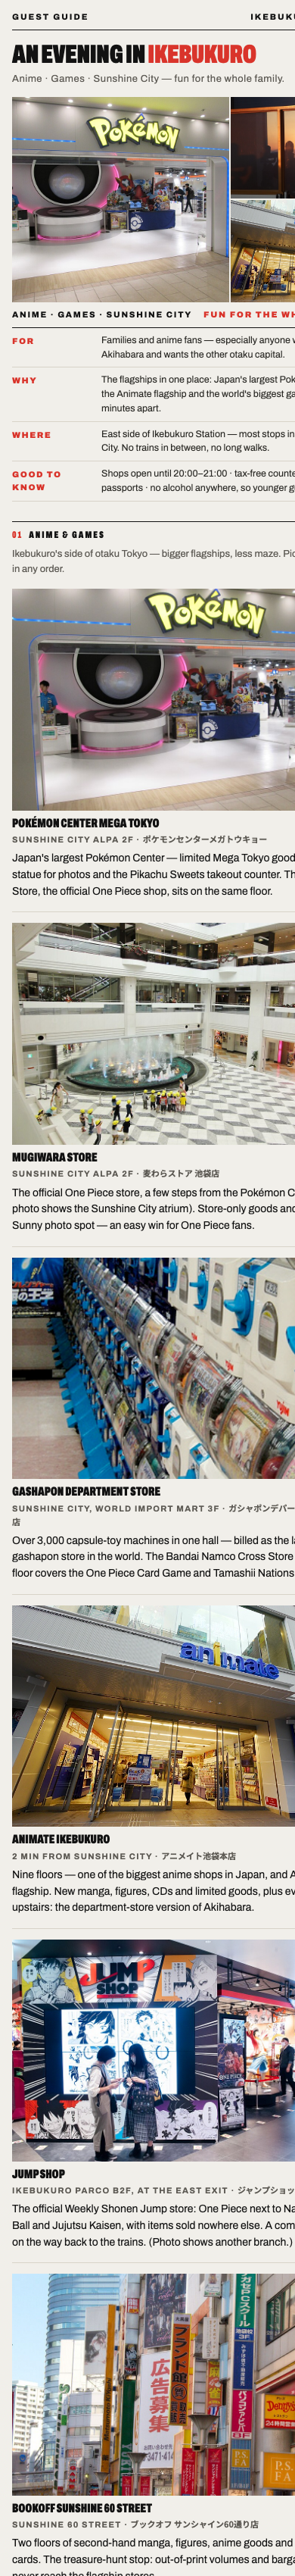 GUEST GUIDE
IKEBUKU
AN EVENING IN IKEBUKURO
Anime · Games · Sunshine City — fun for the whole family.
Pokémon
ANIME · GAMES · SUNSHINE CITY FUN FOR THE WH
FOR
Families and anime fans — especially anyone w
Akihabara and wants the other otaku capital.
WHY
The flagships in one place: Japan's largest Pok
the Animate flagship and the world's biggest ga
minutes apart.
WHERE
East side of Ikebukuro Station — most stops in
City. No trains in between, no long walks.
GOOD TO
KNOW
Shops open until 20:00–21:00 · tax-free counte
passports · no alcohol anywhere, so younger g
01 ANIME & GAMES
Ikebukuro's side of otaku Tokyo — bigger flagships, less maze. Pic
in any order.
Pokémon
POKÉMON CENTER MEGA TOKYO
SUNSHINE CITY ALPA 2F · ポケモンセンターメガトウキョー
Japan's largest Pokémon Center — limited Mega Tokyo good
statue for photos and the Pikachu Sweets takeout counter. Th
Store, the official One Piece shop, sits on the same floor.
MUGIWARA STORE
SUNSHINE CITY ALPA 2F · 麦わらストア 池袋店
The official One Piece store, a few steps from the Pokémon C
photo shows the Sunshine City atrium). Store-only goods and
Sunny photo spot — an easy win for One Piece fans.
GASHAPON DEPARTMENT STORE
SUNSHINE CITY, WORLD IMPORT MART 3F · ガシャポンデパー
店
Over 3,000 capsule-toy machines in one hall — billed as the la
gashapon store in the world. The Bandai Namco Cross Store
floor covers the One Piece Card Game and Tamashii Nations
animate
ANIMATE IKEBUKURO
2 MIN FROM SUNSHINE CITY · アニメイト池袋本店
Nine floors — one of the biggest anime shops in Japan, and A
flagship. New manga, figures, CDs and limited goods, plus ev
upstairs: the department-store version of Akihabara.
JUMP
SHOP
JUMP SHOP
IKEBUKURO PARCO B2F, AT THE EAST EXIT · ジャンプショッ
The official Weekly Shonen Jump store: One Piece next to Na
Ball and Jujutsu Kaisen, with items sold nowhere else. A com
on the way back to the trains. (Photo shows another branch.)
広告募集
Denny's
BOOKOFF SUNSHINE 60 STREET
SUNSHINE 60 STREET · ブックオフ サンシャイン60通り店
Two floors of second-hand manga, figures, anime goods and
cards. The treasure-hunt stop: out-of-print volumes and barga
never reach the flagship stores.